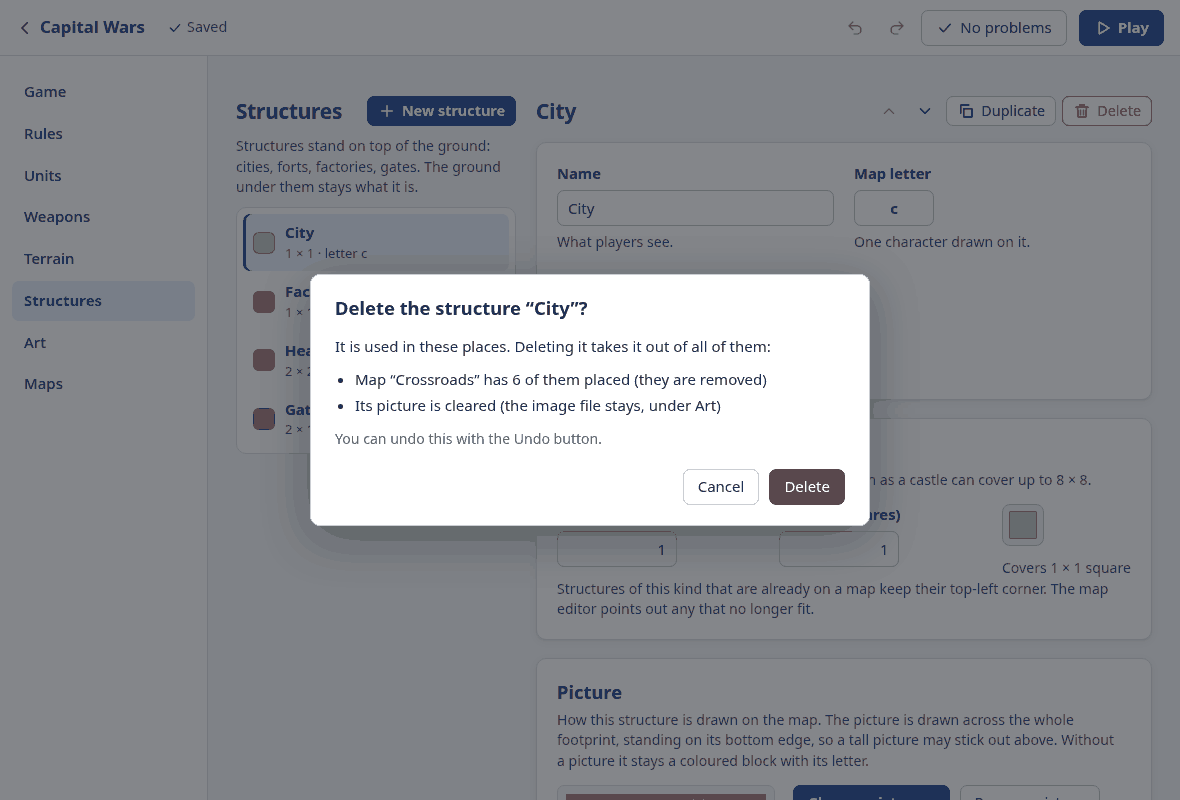 Capital Wars
Saved
No problems
Play
Game
Rules
Units
Weapons
Terrain
Structures
Art
Maps
Structures
New structure
Structures stand on top of the ground:
cities, forts, factories, gates. The ground
under them stays what it is.
City
1 × 1 · letter c
City
Duplicate
Delete
Name
City
What players see.
Map letter
c
One character drawn on it.
Delete the structure “City”?
It is used in these places. Deleting it takes it out of all of them:
• Map “Crossroads” has 6 of them placed (they are removed)
• Its picture is cleared (the image file stays, under Art)
You can undo this with the Undo button.
Cancel
Delete
as a castle can cover up to 8 × 8.
1
1
Covers 1 × 1 square
Structures of this kind that are already on a map keep their top-left corner. The map
editor points out any that no longer fit.
Picture
How this structure is drawn on the map. The picture is drawn across the whole
footprint, standing on its bottom edge, so a tall picture may stick out above. Without
a picture it stays a coloured block with its letter.